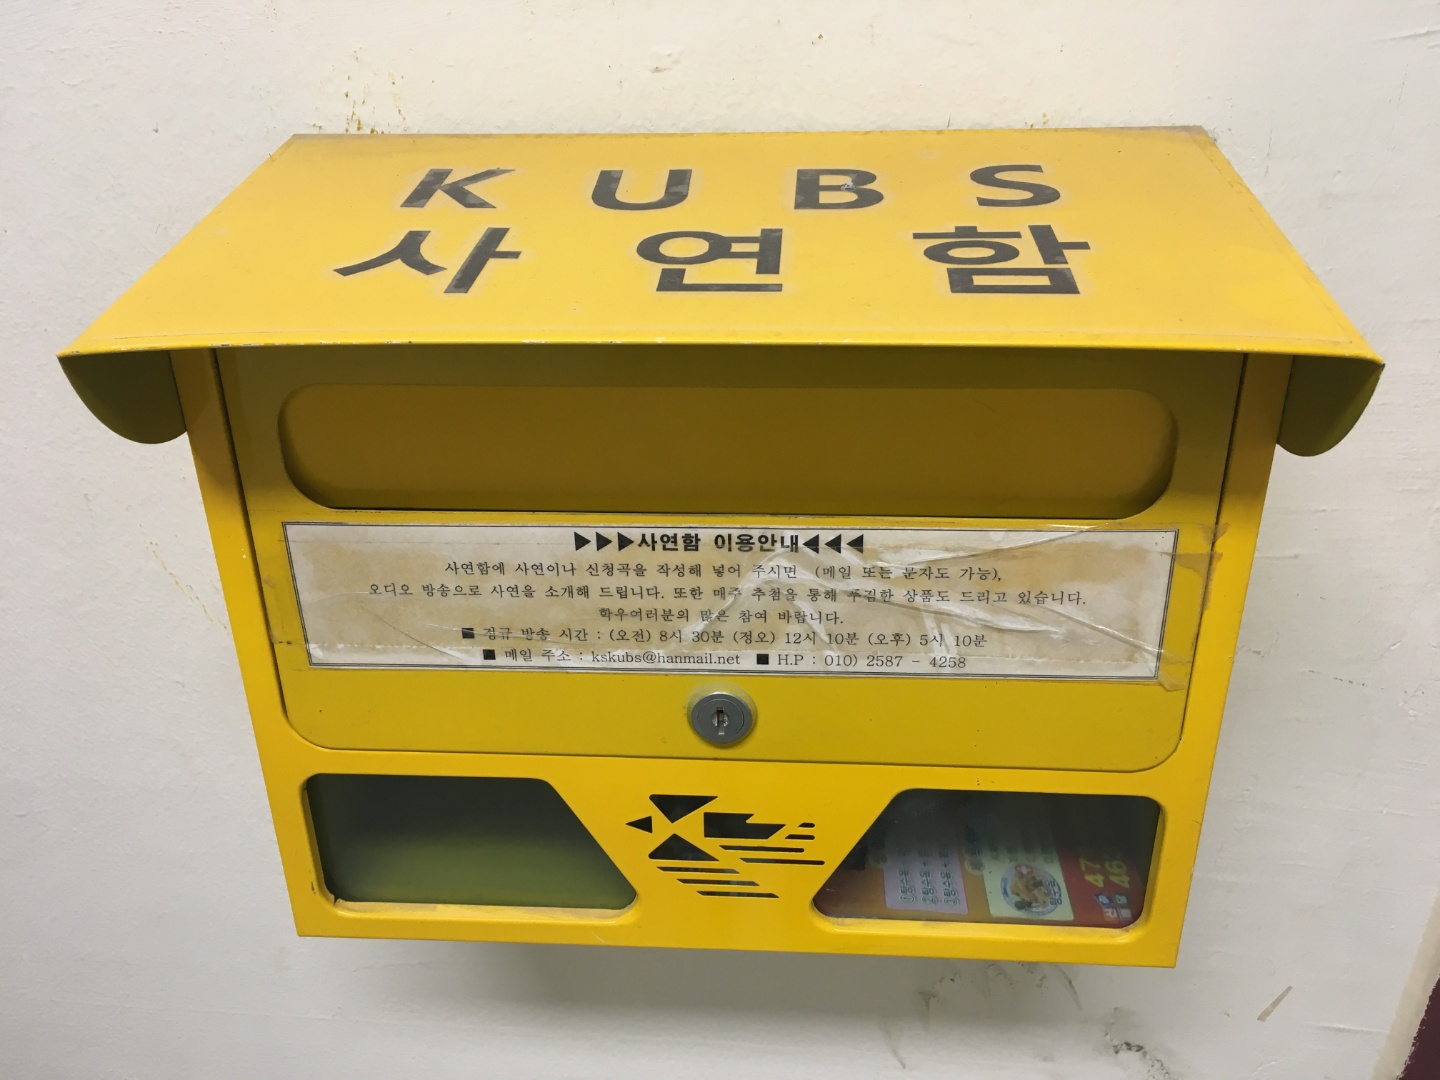 K U B S
사 연 함
▶▶▶사연함 이용안내◀◀◀
사연함에 사연이나 신청곡을 작성해 넣어 주시면 (메일 또는 문자도 가능),
오디오 방송으로 사연을 소개해 드립니다. 또한 매주 추첨을 통해 푸짐한 상품도 드리고 있습니다.
학우여러분의 많은 참여 바랍니다.
■ 정규 방송 시간 : (오전) 8시 30분 (정오) 12시 10분 (오후) 5시 10분
■ 메일 주소 : kskubs@hanmail.net ■ H.P : 010) 2587 - 4258
47
46